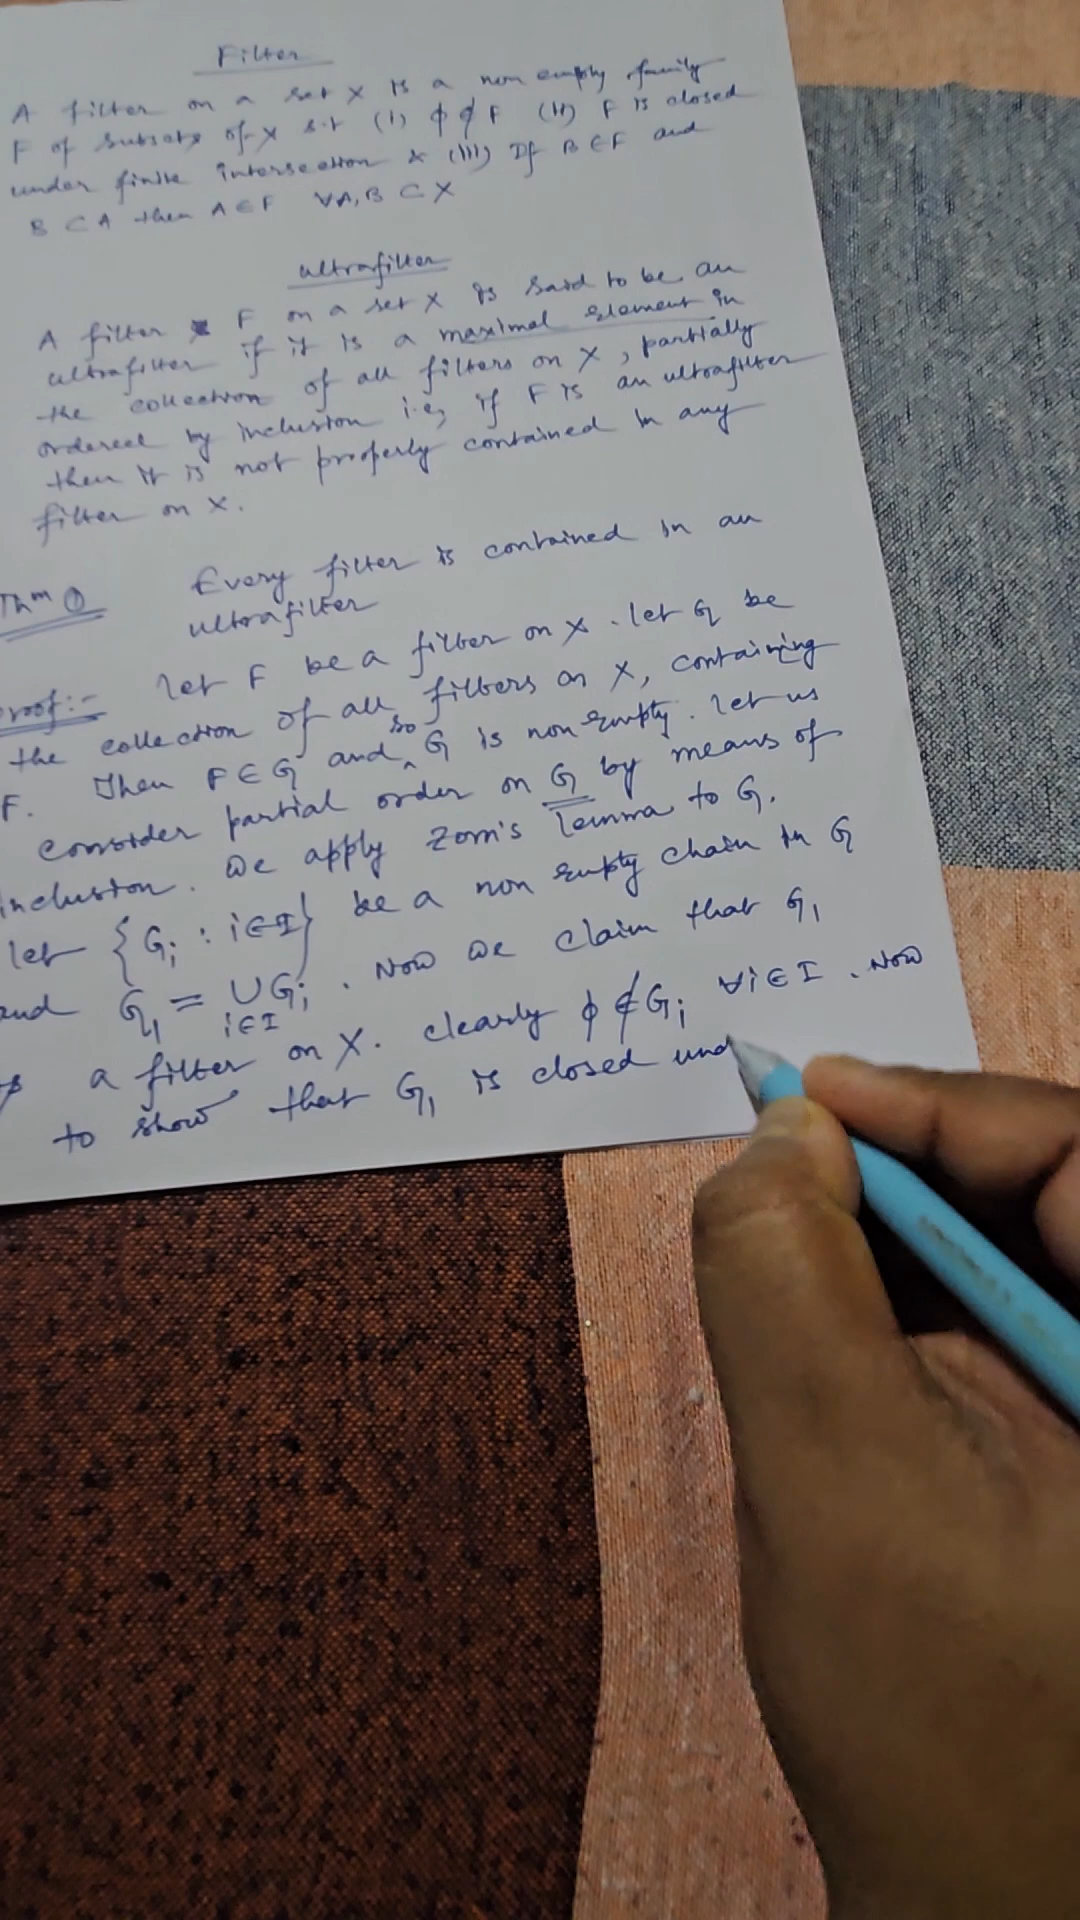 Filter
A filter on a set X is a non empty family
F of subsets of X s.t (i) ϕ ∉ F (ii) F is closed
under finite intersection & (iii) If B ∈ F and
B ⊂ A then A ∈ F ∀A, B ⊂ X
Ultrafilter
A filter F on a set X is said to be an
ultrafilter if it is a maximal element in
the collection of all filters on X, partially
ordered by inclusion i.e, if F is an ultrafilter
then it is not properly contained in any
filter on X.
Thm ① Every filter is contained in an
ultrafilter
Proof:- Let F be a filter on X. Let G be
the collection of all filters on X, containing
F. Then F ∈ G and so G is non empty. Let us
consider partial order on G by means of
inclusion. We apply Zorn's lemma to G.
let {Gi : i ∈ I} be a non empty chain in G
and G1 = ∪ Gi. Now we claim that G1
i ∈ I
a filter on X. clearly ϕ ∉ Gi ∀i ∈ I. Now
to show that G1 is closed und